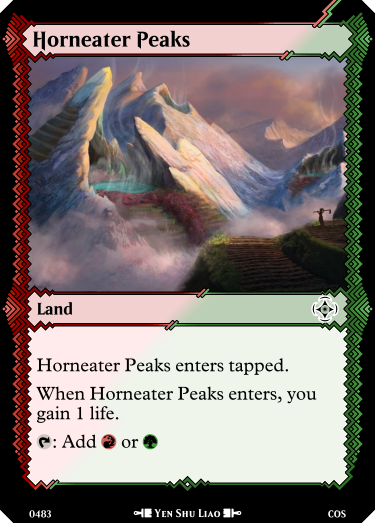 Horneater Peaks
Land
Horneater Peaks enters tapped.
When Horneater Peaks enters, you
gain 1 life.
: Add or
0483 Yen Shu Liao COS